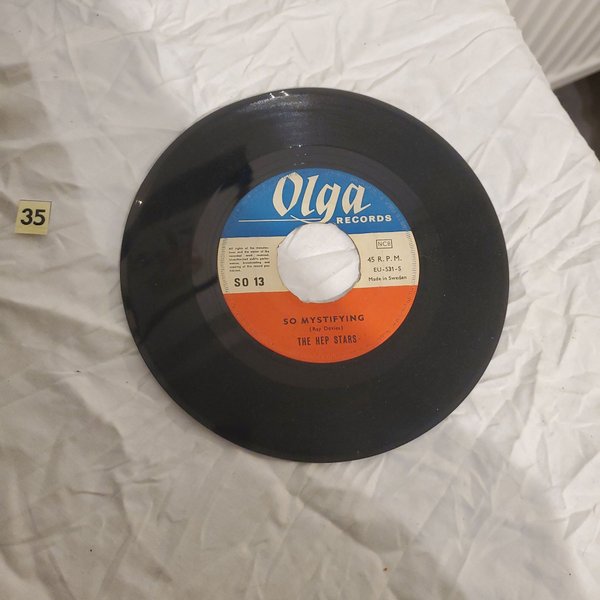 35
Olga
RECORDS
NCB
45 R.P.M.
EU-531-S
Made in Sweden
SO 13
SO MYSTIFYING
(Ray Davies)
THE HEP STARS